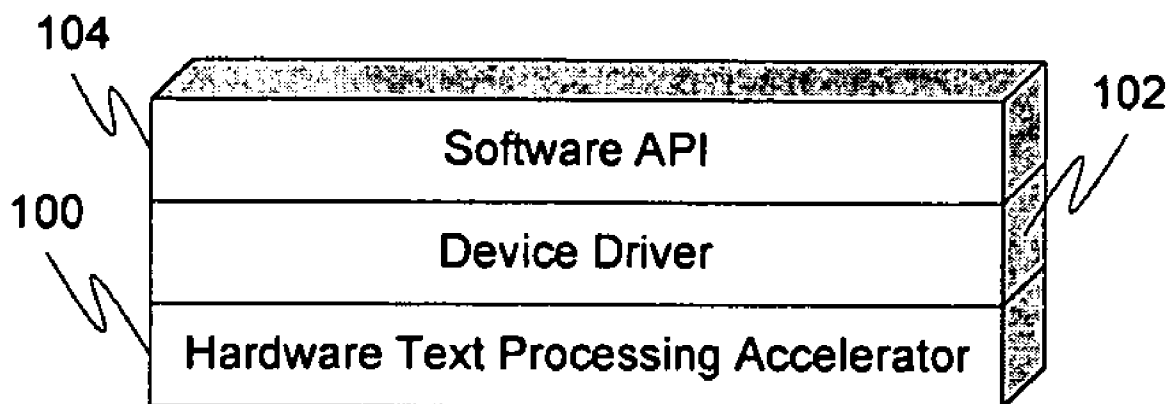 104
Software API
102
100
Device Driver
Hardware Text Processing Accelerator